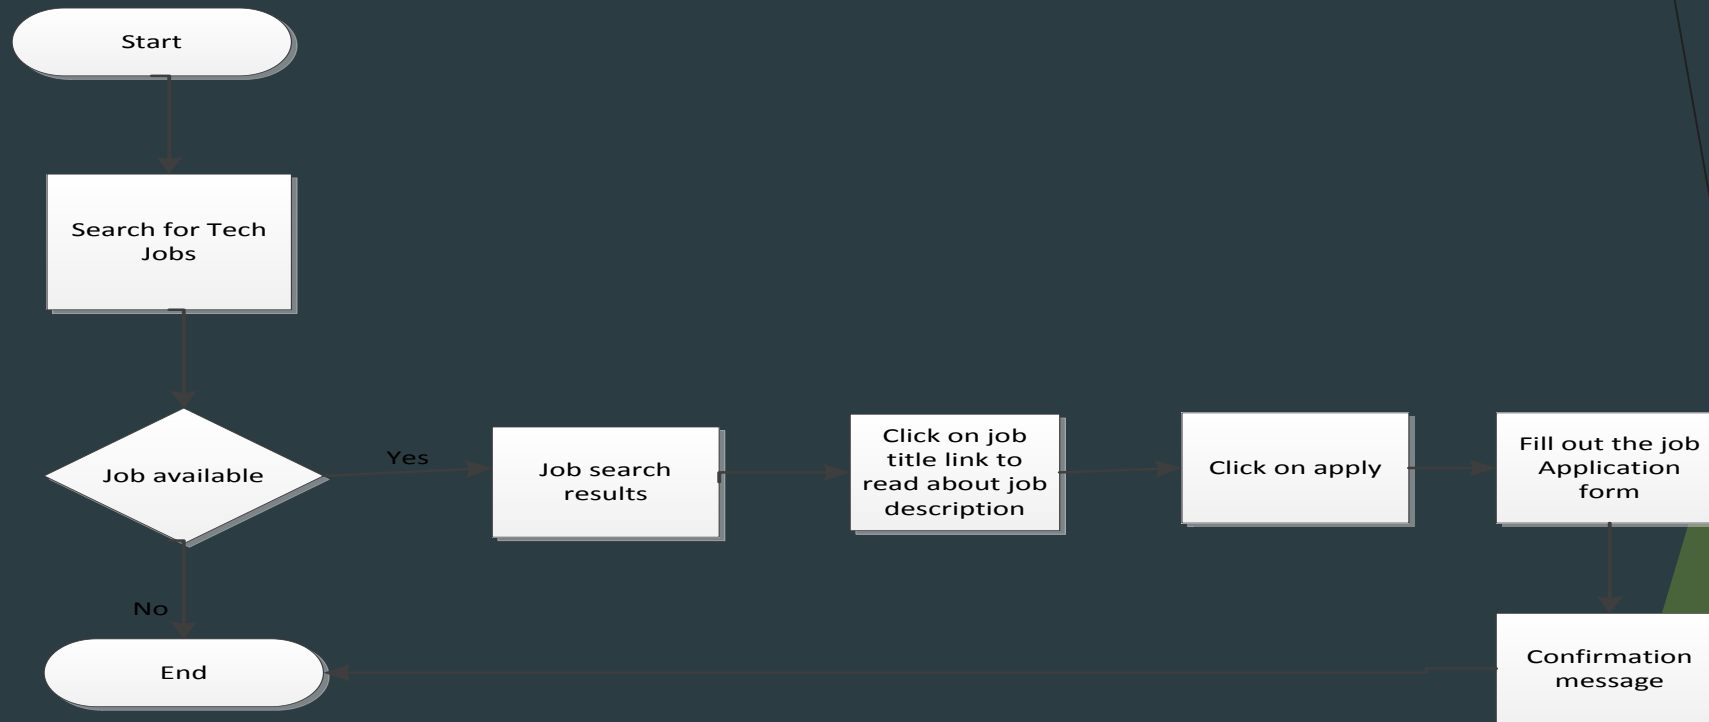 Start
Search for Tech
Jobs
Job available
Yes
Job search
results
Click on job
title link to
read about job
description
Click on apply
Fill out the job
Application
form
No
End
Confirmation
message